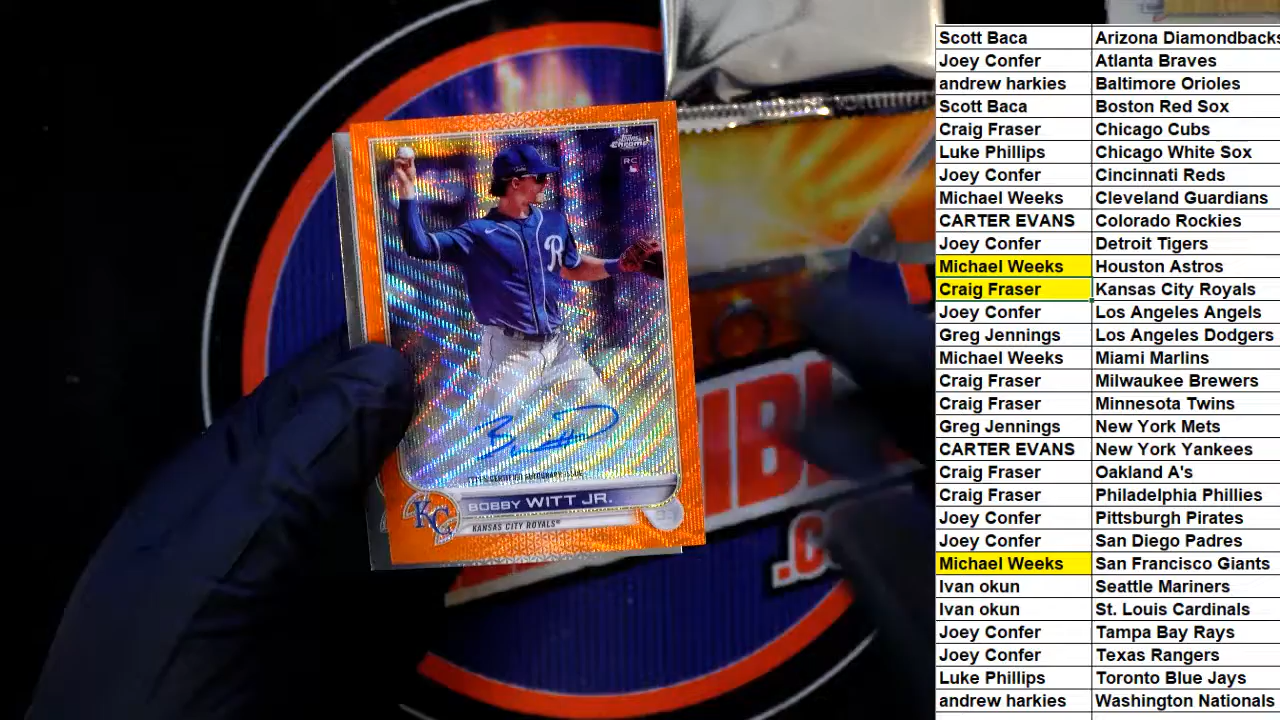 Topps
Chrome
RC
R
TOPPS CERTIFIED AUTOGRAPH ISSUE
BOBBY WITT JR.
KC
KANSAS CITY ROYALS
IBL
.C
Scott Baca Arizona Diamondbacks
Joey Confer Atlanta Braves
andrew harkies Baltimore Orioles
Scott Baca Boston Red Sox
Craig Fraser Chicago Cubs
Luke Phillips Chicago White Sox
Joey Confer Cincinnati Reds
Michael Weeks Cleveland Guardians
CARTER EVANS Colorado Rockies
Joey Confer Detroit Tigers
Michael Weeks Houston Astros
Craig Fraser Kansas City Royals
Joey Confer Los Angeles Angels
Greg Jennings Los Angeles Dodgers
Michael Weeks Miami Marlins
Craig Fraser Milwaukee Brewers
Craig Fraser Minnesota Twins
Greg Jennings New York Mets
CARTER EVANS New York Yankees
Craig Fraser Oakland A's
Craig Fraser Philadelphia Phillies
Joey Confer Pittsburgh Pirates
Joey Confer San Diego Padres
Michael Weeks San Francisco Giants
Ivan okun Seattle Mariners
Ivan okun St. Louis Cardinals
Joey Confer Tampa Bay Rays
Joey Confer Texas Rangers
Luke Phillips Toronto Blue Jays
andrew harkies Washington Nationals